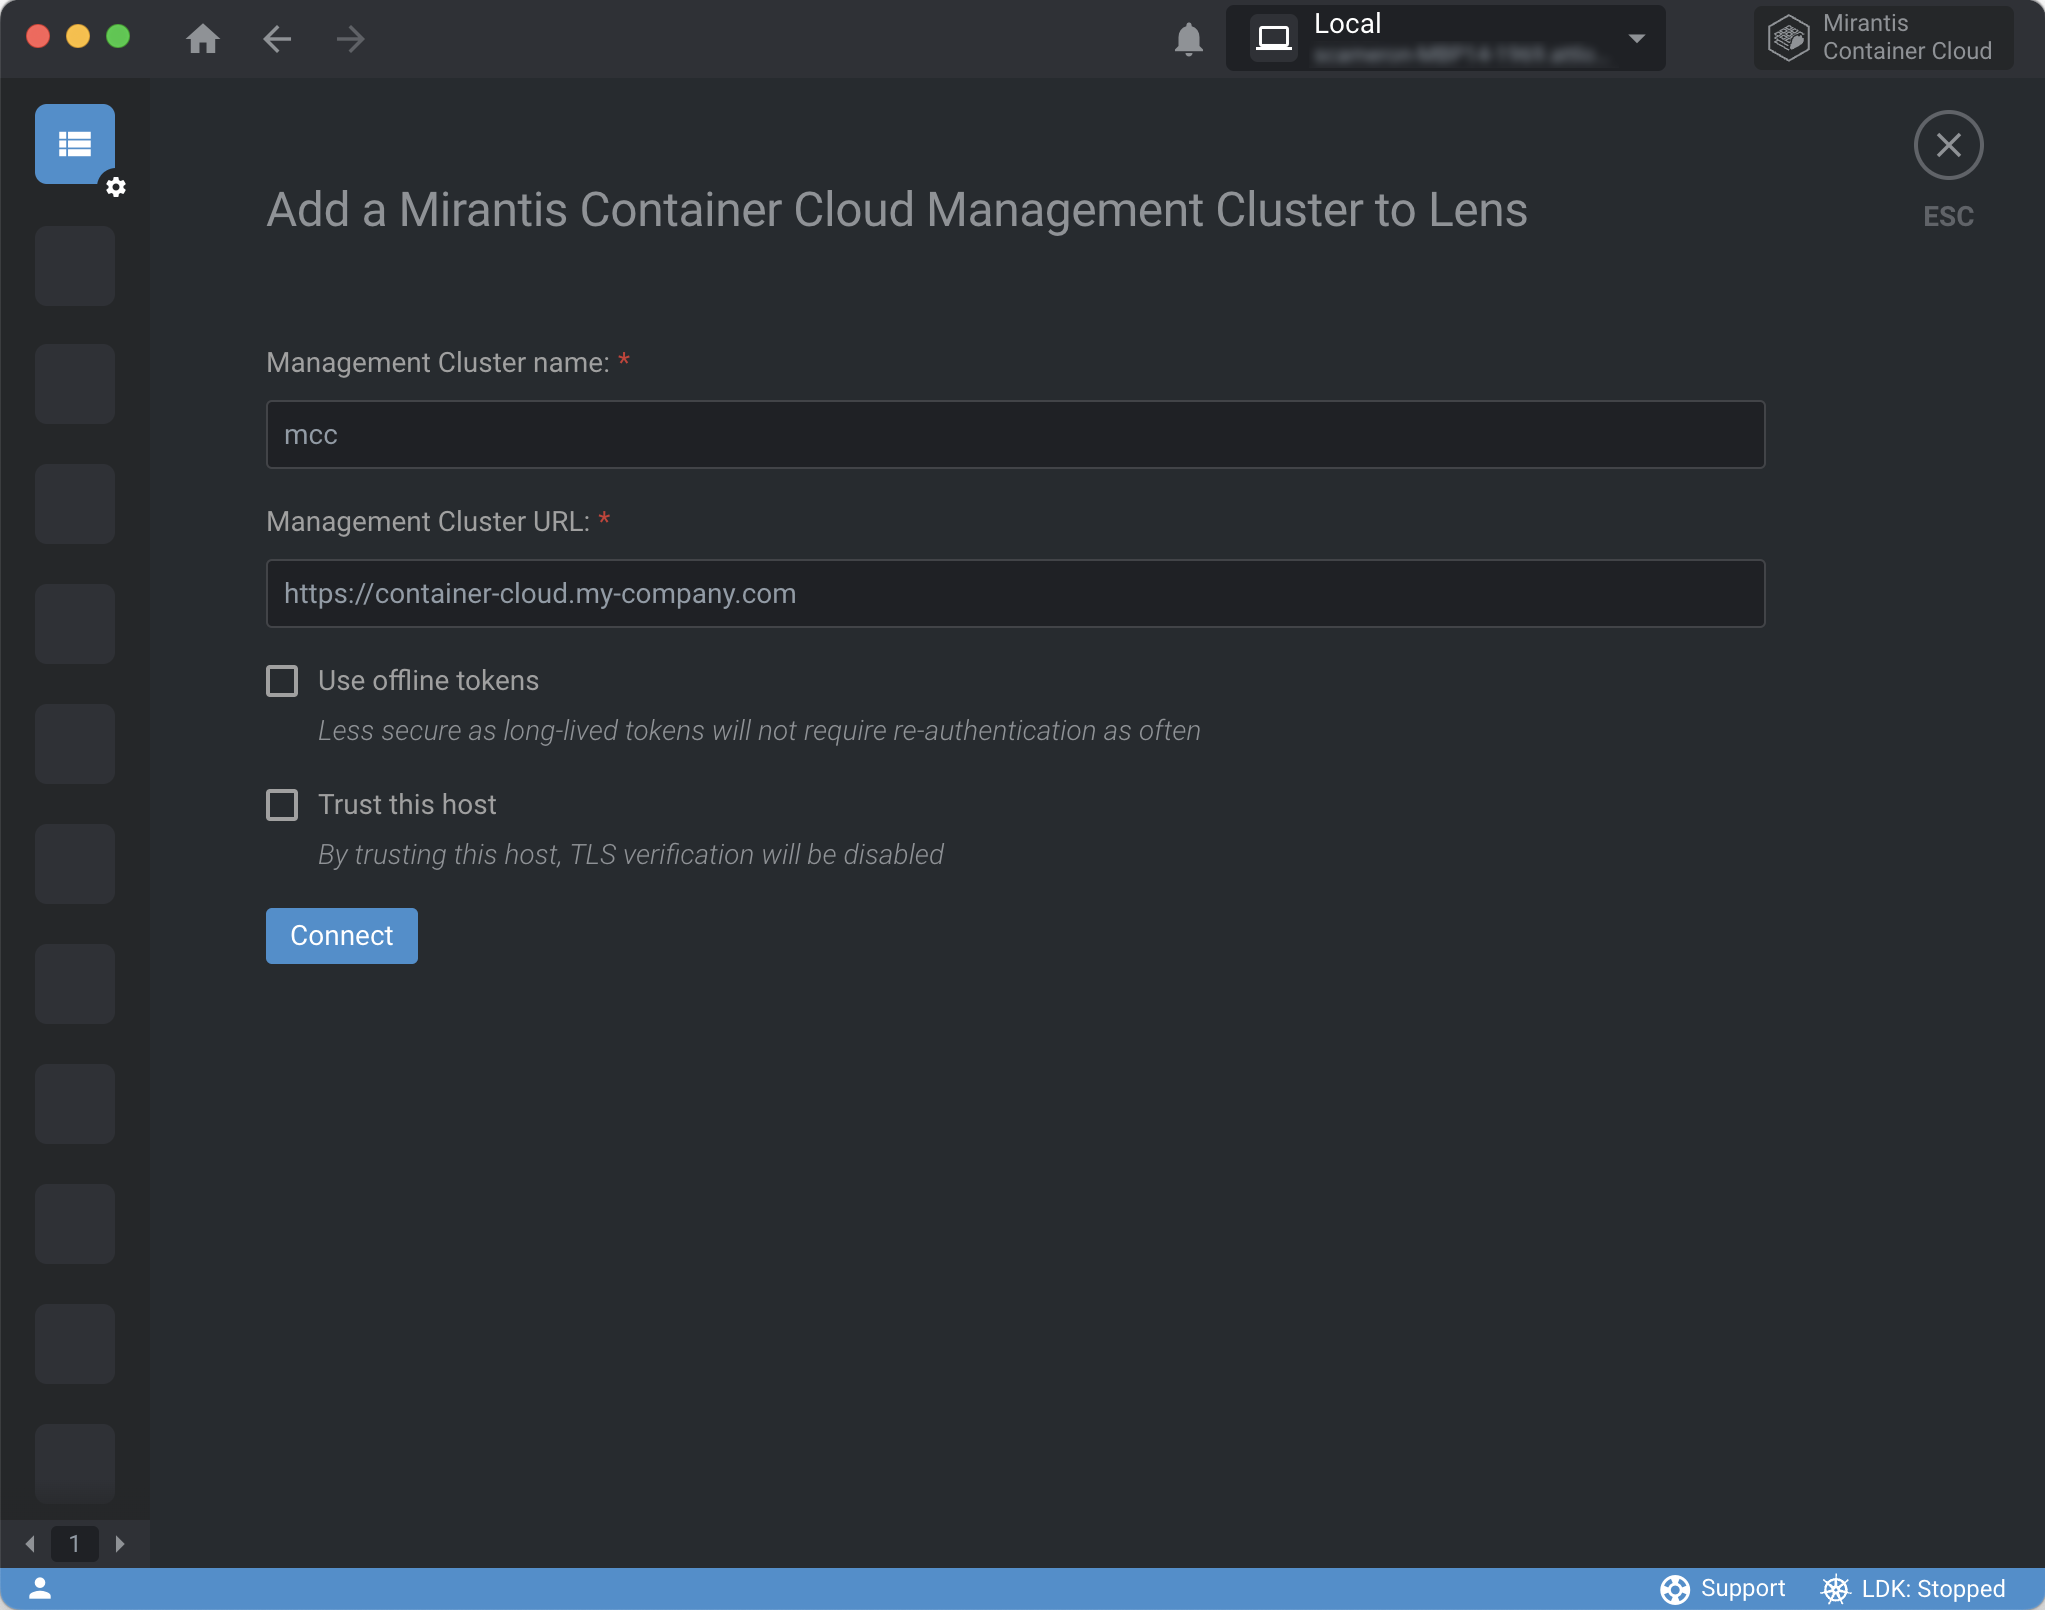 Local
Mirantis
Container Cloud
ESC
Add a Mirantis Container Cloud Management Cluster to Lens
Management Cluster name: *
mcc
Management Cluster URL: *
https://container-cloud.my-company.com
Use offline tokens
Less secure as long-lived tokens will not require re-authentication as often
Trust this host
By trusting this host, TLS verification will be disabled
Connect
1
Support
LDK: Stopped